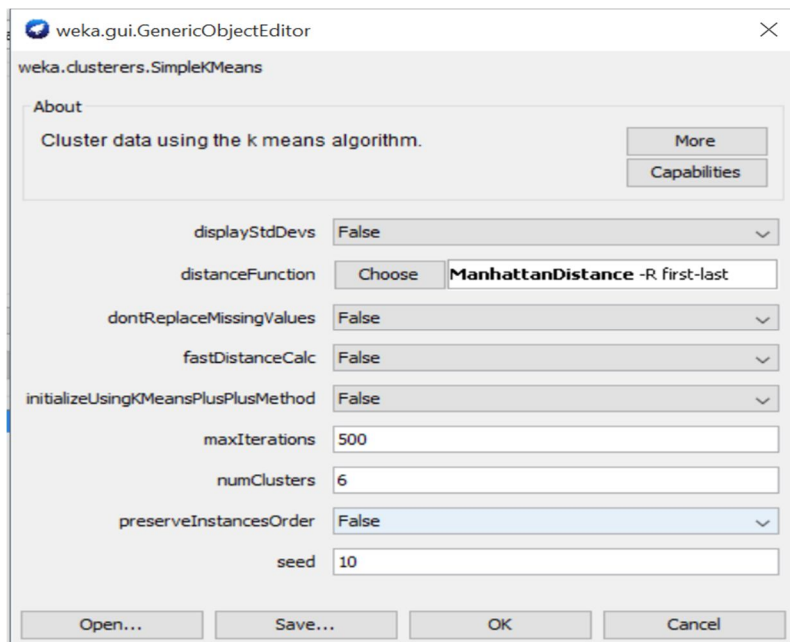 weka.gui.GenericObjectEditor
weka.clusterers.SimpleKMeans
About
Cluster data using the k means algorithm.
More
Capabilities
displayStdDevs False
distanceFunction Choose ManhattanDistance -R first-last
dontReplaceMissingValues False
fastDistanceCalc False
initializeUsingKMeansPlusPlusMethod False
maxIterations 500
numClusters 6
preserveInstancesOrder False
seed 10
Open... Save... OK Cancel